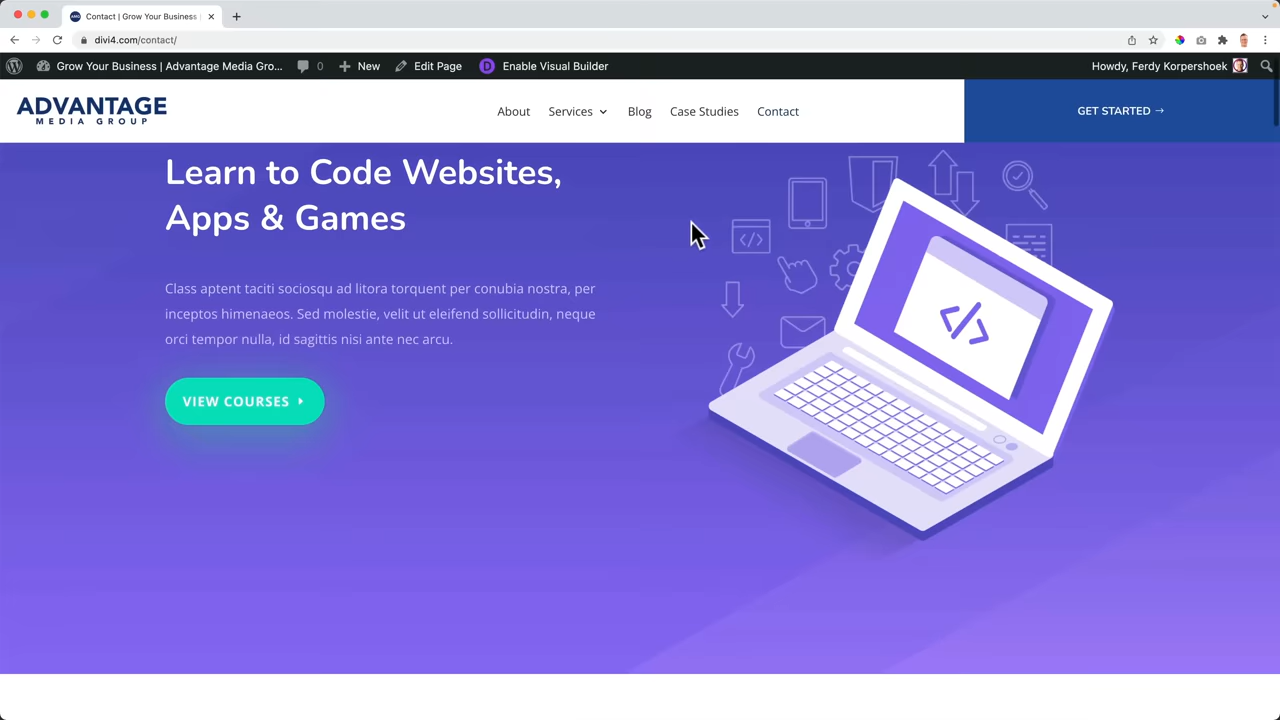 Contact | Grow Your Business |
divi4.com/contact/
Grow Your Business | Advantage Media Gro...
0
New
Edit Page
D
Enable Visual Builder
Howdy, Ferdy Korpershoek
ADVANTAGE
MEDIA GROUP
About
Services
Blog
Case Studies
Contact
GET STARTED →
Learn to Code Websites,
Apps & Games
Class aptent taciti sociosqu ad litora torquent per conubia nostra, per
inceptos himenaeos. Sed molestie, velit ut eleifend sollicitudin, neque
orci tempor nulla, id sagittis nisi ante nec arcu.
VIEW COURSES
</>
</>